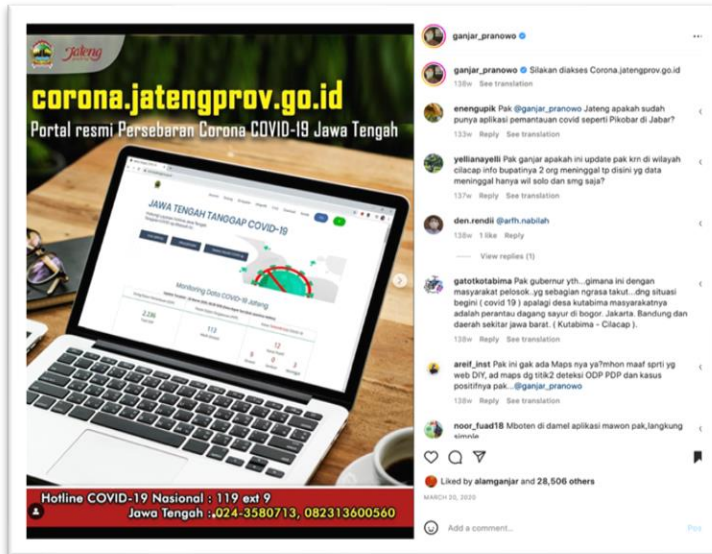 Jateng
corona.jatengprov.go.id
Portal resmi Persebaran Corona COVID-19 Jawa Tengah
JAWA TENGAH TANGGAP COVID-19
Monitoring Data COVID-19 Jateng
2.236
113
12
Hotline COVID-19 Nasional : 119 ext 9
Jawa Tengah : 024-3580713, 082313600560
ganjar_pranowo
ganjar_pranowo Silakan diakses Corona.jatengprov.go.id
138w See translation
enengupik Pak @ganjar_pranowo Jateng apakah sudah
punya aplikasi pemantauan covid seperti Pikobar di Jabar?
133w Reply See translation
yellianayelli Pak ganjar apakah ini update pak krn di wilayah
cilacap info bupatinya 2 org meninggal tp disini yg data
meninggal hanya wil solo dan smg saja?
137w Reply See translation
den.rendii @arfh.nabilah
138w 1 like Reply
View replies (1)
gatotkotabima Pak gubernur yth...gimana ini dengan
masyarakat pelosok..yg sebagian ngrasa takut..dng situasi
begini ( covid 19 ) apalagi desa kutabima masyarakatnya
adalah perantau dagang sayur di bogor. Jakarta. Bandung dan
daerah sekitar jawa barat. ( Kutabima - Cilacap ).
138w Reply See translation
areif_inst Pak ini gak ada Maps nya ya?mhon maaf sprti yg
web DIY, ad maps dg titik2 deteksi ODP PDP dan kasus
positifnya pak...@ganjar_pranowo
138w Reply See translation
noor_fuad18 Mboten di damel aplikasi mawon pak,langkung
simple
Liked by alamganjar and 28,506 others
MARCH 20, 2020
Add a comment...
Post